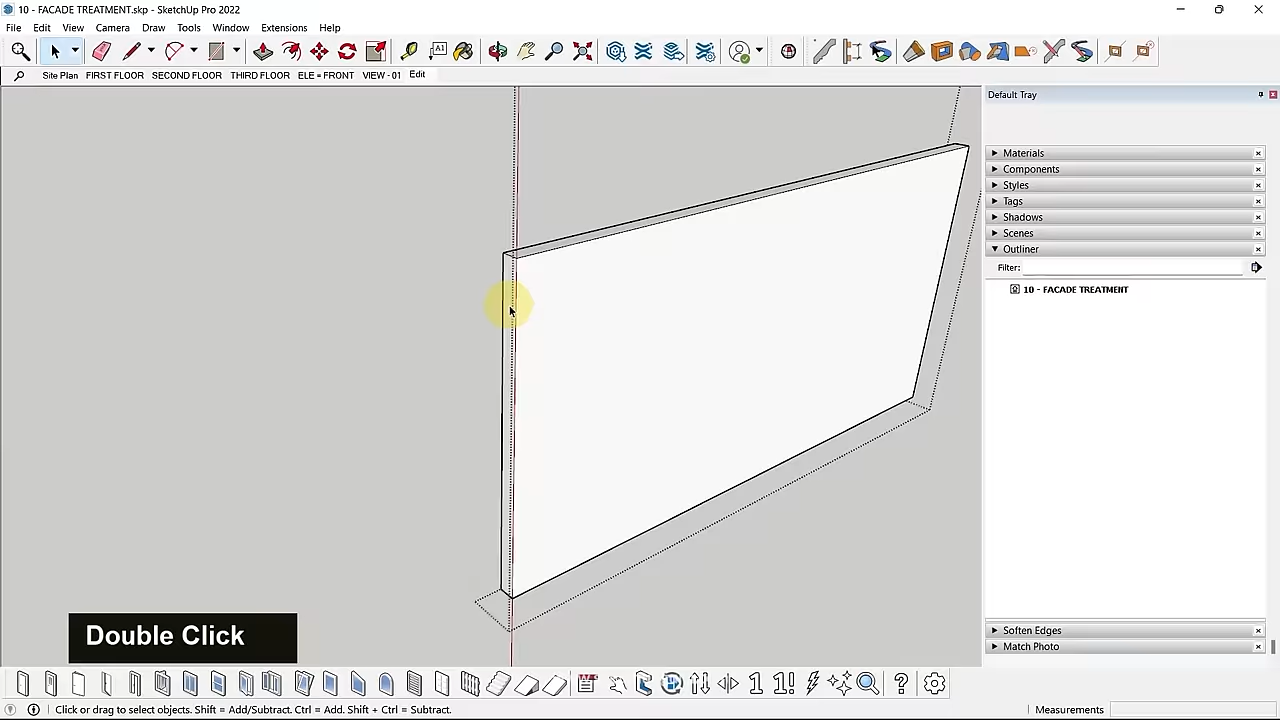 10 - FACADE TREATMENT.skp - SketchUp Pro 2022
File Edit View Camera Draw Tools Window Extensions Help
Site Plan FIRST FLOOR SECOND FLOOR THIRD FLOOR ELE = FRONT VIEW - 01 Edit
Default Tray
Materials
Components
Styles
Tags
Shadows
Scenes
Outliner
Filter:
10 - FACADE TREATMENT
Double Click
Soften Edges
Match Photo
1 1! ?
Click or drag to select objects. Shift = Add/Subtract. Ctrl = Add. Shift + Ctrl = Subtract.
Measurements